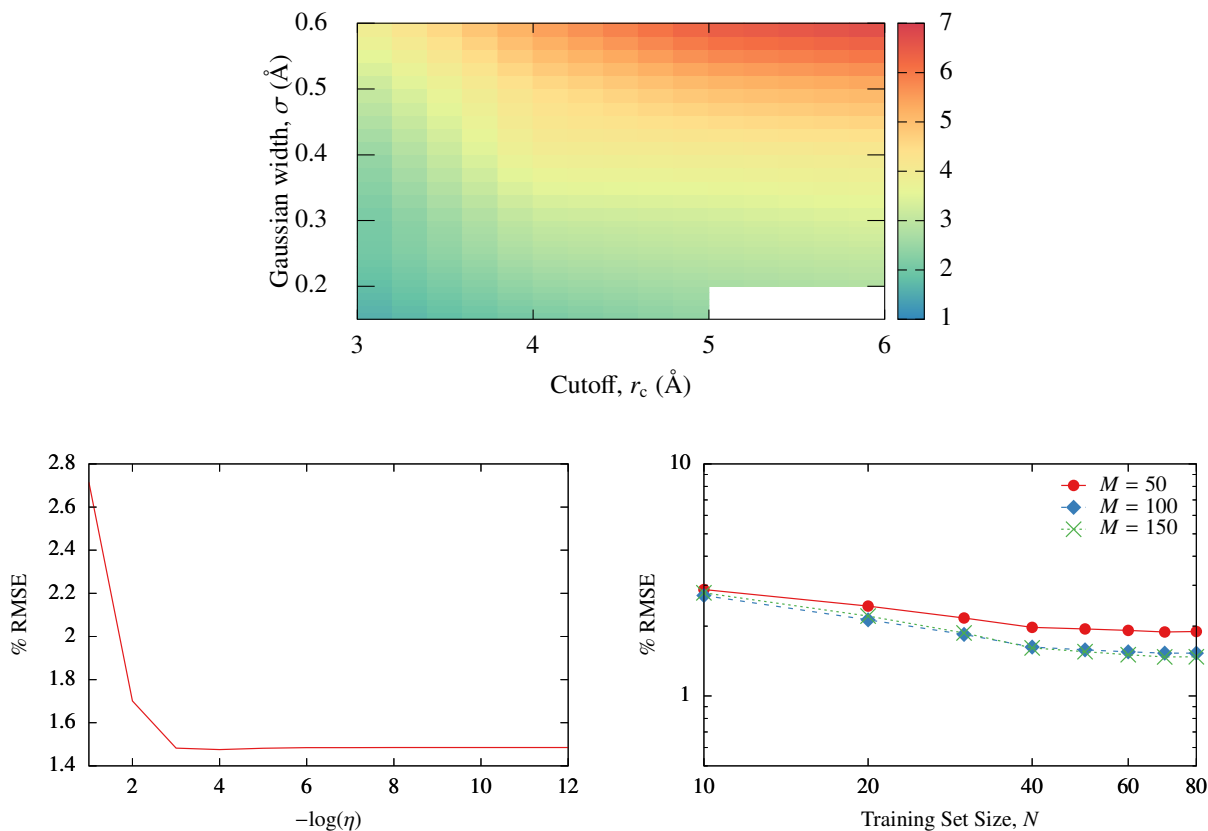 0.6
0.5
0.4
0.3
0.2
Gaussian width, σ (Å)
3 4 5 6
Cutoff, r_c (Å)
7
6
5
4
3
2
1
2.8
2.6
2.4
2.2
2
1.8
1.6
1.4
% RMSE
2 4 6 8 10 12
−log(η)
10
1
% RMSE
M = 50
M = 100
M = 150
10 20 40 60 80
Training Set Size, N